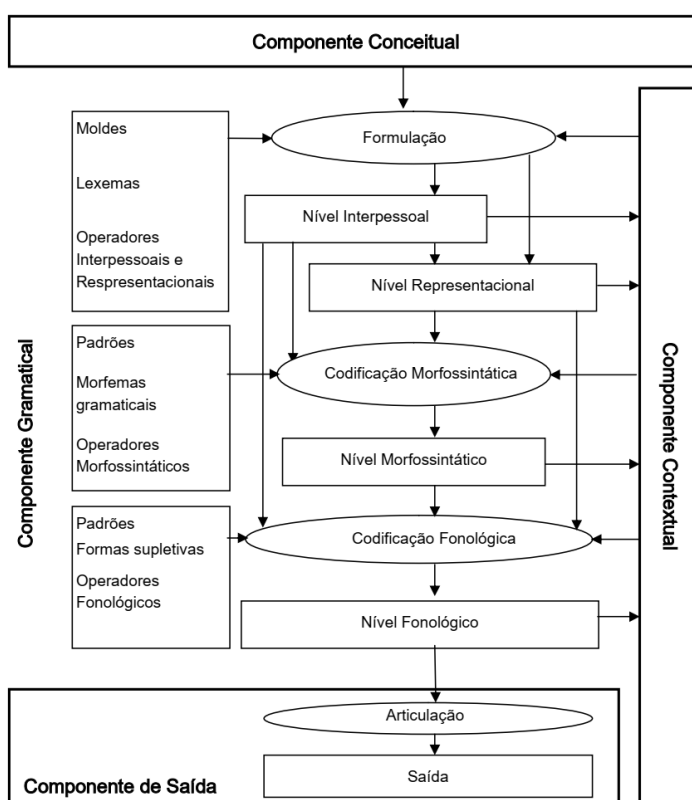 Componente Conceitual
Moldes
Formulação
Lexemas
Nível Interpessoal
Operadores
Interpessoais e
Respresentacionais
Nível Representacional
Padrões
Codificação Morfossintática
Morfemas
gramaticais
Operadores
Morfossintáticos
Nível Morfossintático
Padrões
Formas supletivas
Codificação Fonológica
Operadores
Fonológicos
Nível Fonológico
Componente Gramatical
Componente Contextual
Articulação
Saída
Componente de Saída